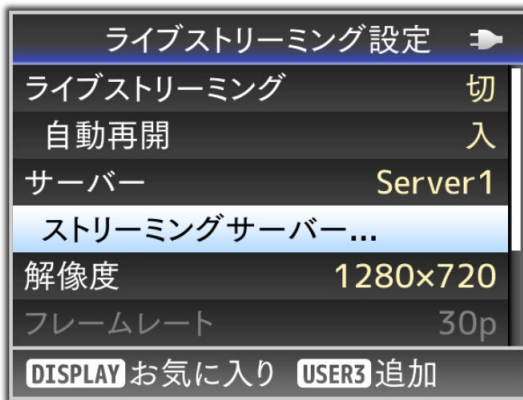 ライブストリーミング設定
ライブストリーミング 切
自動再開 入
サーバー Server1
ストリーミングサーバー...
解像度 1280×720
フレームレート 30p
DISPLAY お気に入り USER3 追加